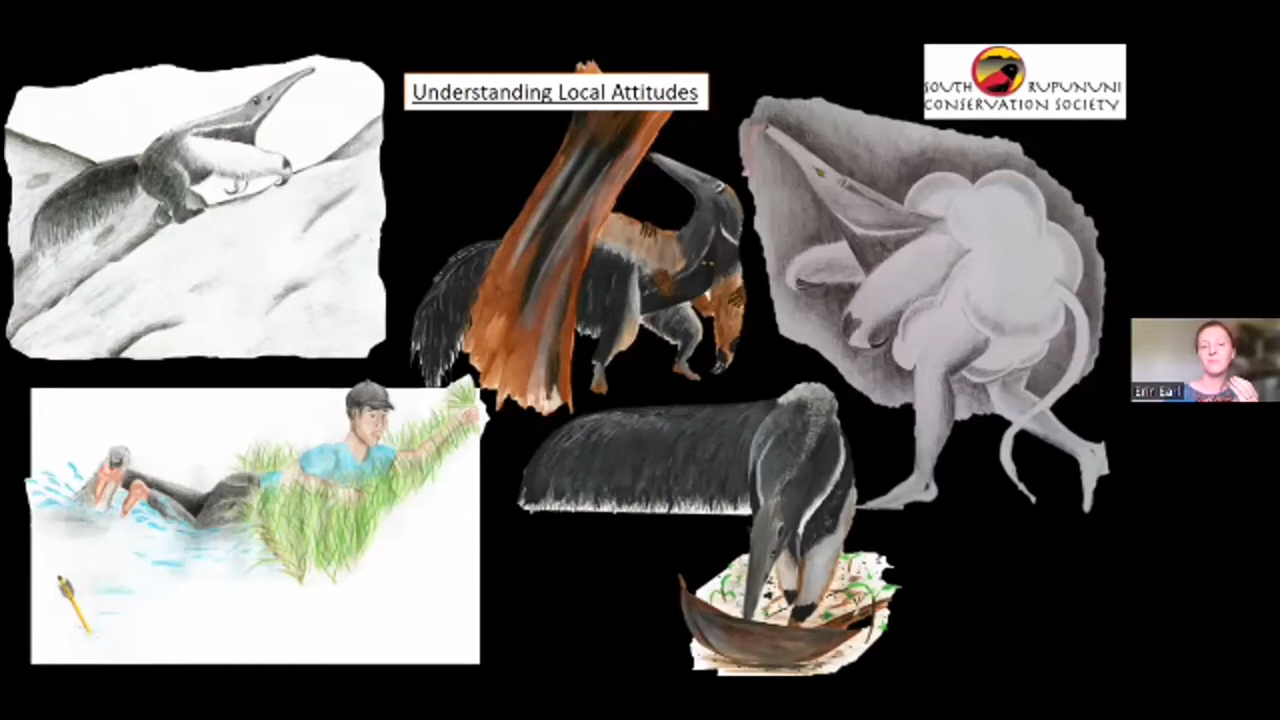 Understanding Local Attitudes
SOUTH RUPUNUNI
CONSERVATION SOCIETY
Erin Earl